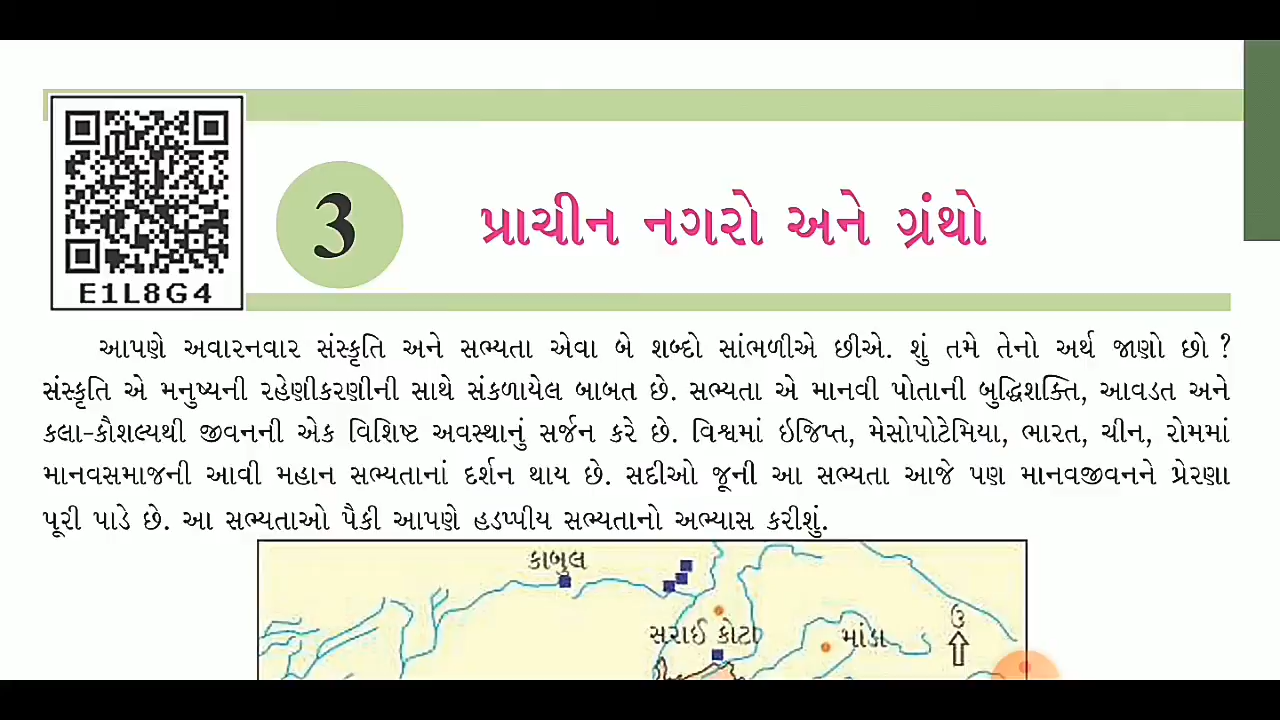 E1L8G4
3
પ્રાચીન નગરો અને ગ્રંથો
આપણે અવારનવાર સંસ્કૃતિ અને સભ્યતા એવા બે શબ્દો સાંભળીએ છીએ. શું તમે તેનો અર્થ જાણો છો ?
સંસ્કૃતિ એ મનુષ્યની રહેણીકરણીની સાથે સંકળાયેલ બાબત છે. સભ્યતા એ માનવી પોતાની બુદ્ધિશક્તિ, આવડત અને
કલા-કૌશલ્યથી જીવનની એક વિશિષ્ટ અવસ્થાનું સર્જન કરે છે. વિશ્વમાં ઇજિપ્ત, મેસોપોટેમિયા, ભારત, ચીન, રોમમાં
માનવસમાજની આવી મહાન સભ્યતાનાં દર્શન થાય છે. સદીઓ જૂની આ સભ્યતા આજે પણ માનવજીવનને પ્રેરણા
પૂરી પાડે છે. આ સભ્યતાઓ પૈકી આપણે હડપ્પીય સભ્યતાનો અભ્યાસ કરીશું.
કાબુલ
ઉ
સરાઈ કોટા
માંડા